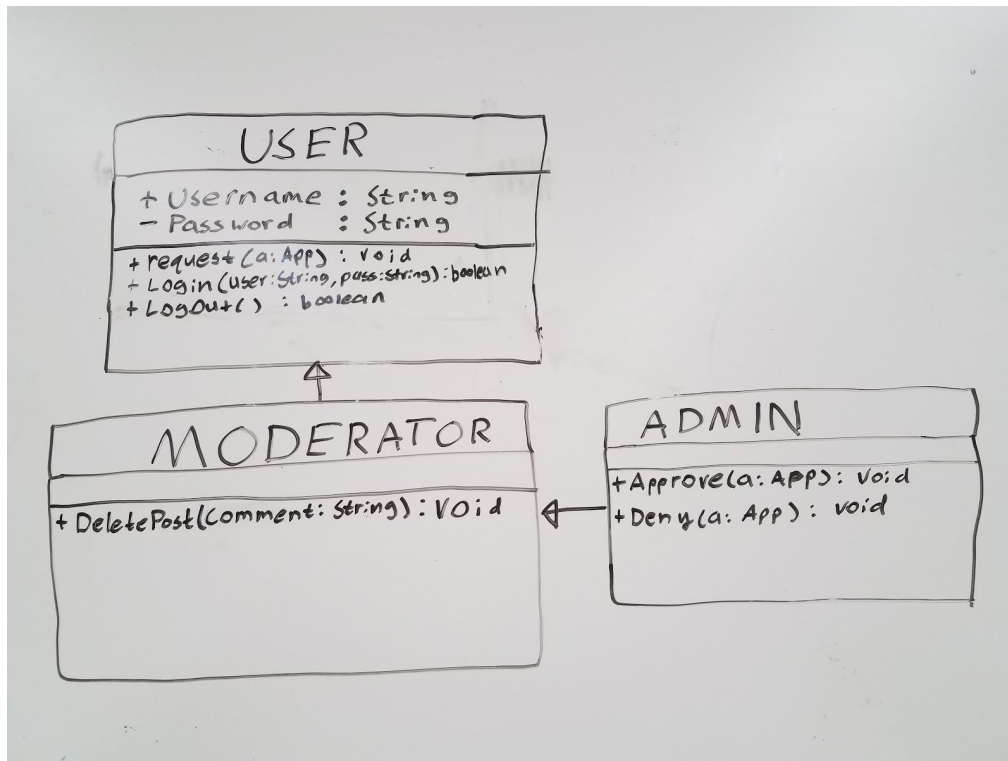 USER
+ Username : String
- Password : String
+ request(a: App) : void
+ Login(user: String, pass: String): boolean
+ LogOut() : boolean
MODERATOR
+ DeletePost(Comment: String) : Void
ADMIN
+ Approve(a: App): void
+ Deny(a: App) : void